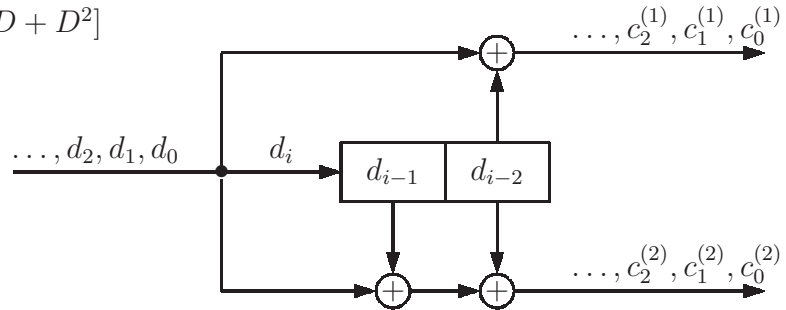 D + D²]
..., c₂⁽¹⁾, c₁⁽¹⁾, c₀⁽¹⁾
+
..., d₂, d₁, d₀
dᵢ
dᵢ₋₁
dᵢ₋₂
..., c₂⁽²⁾, c₁⁽²⁾, c₀⁽²⁾
+
+